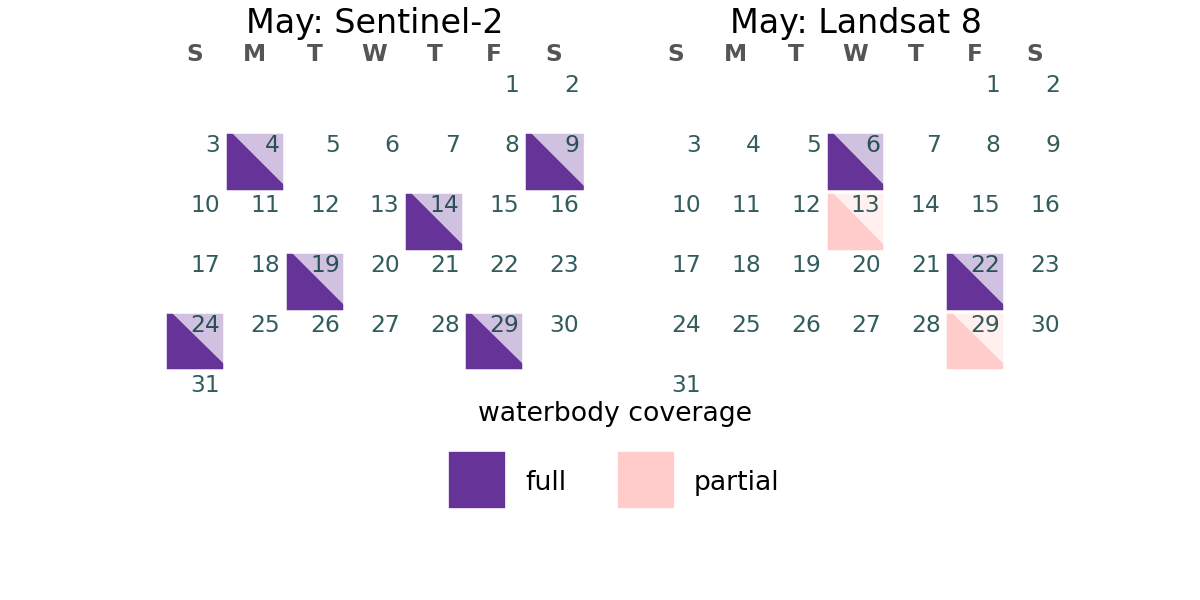 May: Sentinel-2
S M T W T F S
1 2
3 4 5 6 7 8 9
10 11 12 13 14 15 16
17 18 19 20 21 22 23
24 25 26 27 28 29 30
31
May: Landsat 8
S M T W T F S
1 2
3 4 5 6 7 8 9
10 11 12 13 14 15 16
17 18 19 20 21 22 23
24 25 26 27 28 29 30
31
waterbody coverage
full
partial